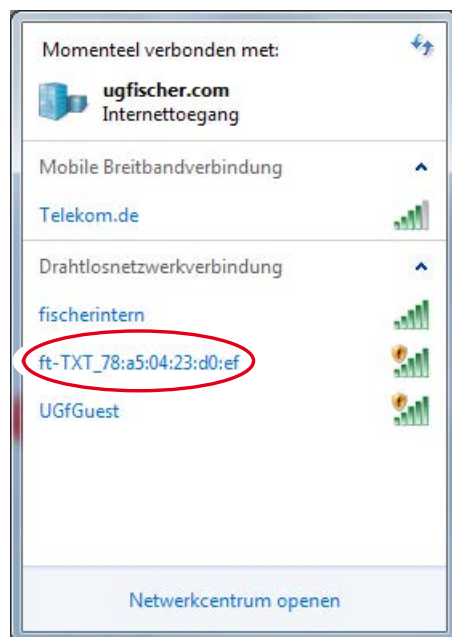 Momenteel verbonden met:
ugfischer.com
Internettoegang
Mobile Breitbandverbindung
Telekom.de
Drahtlosnetzwerkverbindung
fischerintern
ft-TXT_78:a5:04:23:d0:ef
UGfGuest
Netwerkcentrum openen